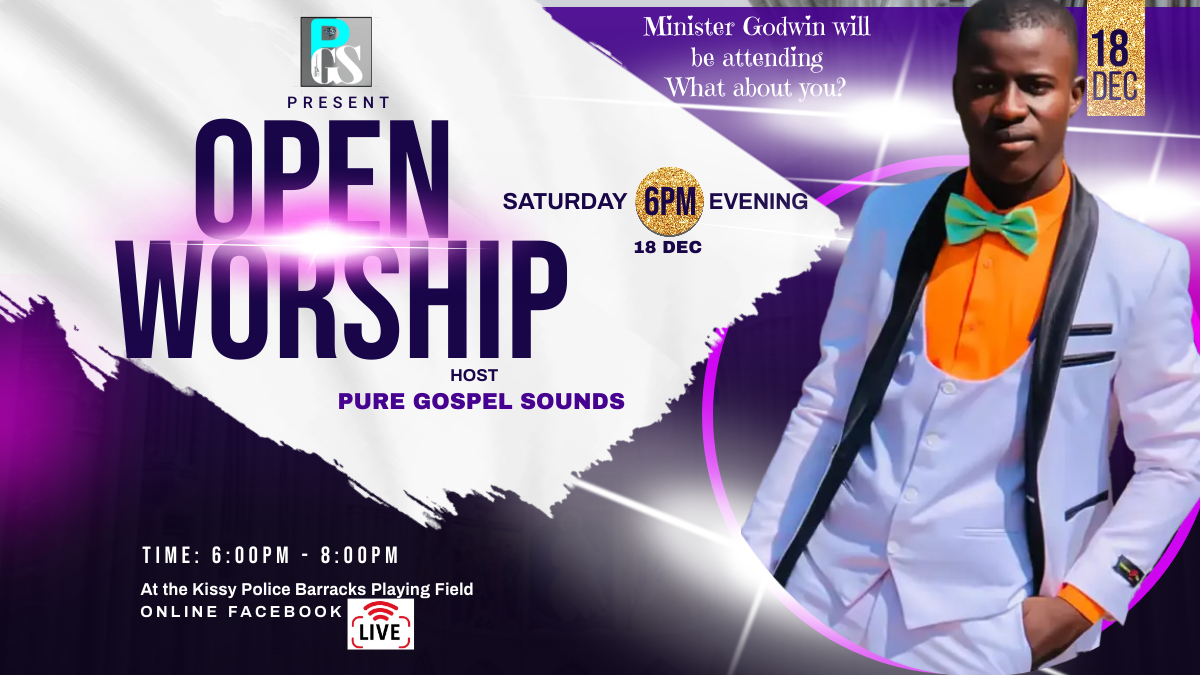 PGS
PRESENT
OPEN
WORSHIP
HOST
PURE GOSPEL SOUNDS
Minister Godwin will
be attending
What about you?
18
DEC
SATURDAY 6PM EVENING
18 DEC
TIME: 6:00PM - 8:00PM
At the Kissy Police Barracks Playing Field
ONLINE FACEBOOK LIVE